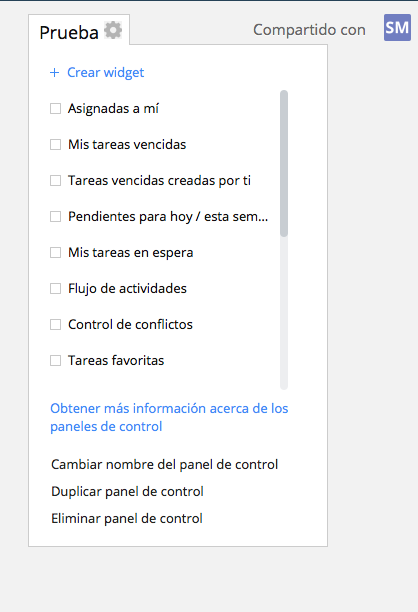 Prueba
Compartido con
SM
+ Crear widget
Asignadas a mí
Mis tareas vencidas
Tareas vencidas creadas por ti
Pendientes para hoy / esta sem...
Mis tareas en espera
Flujo de actividades
Control de conflictos
Tareas favoritas
Obtener más información acerca de los
paneles de control
Cambiar nombre del panel de control
Duplicar panel de control
Eliminar panel de control